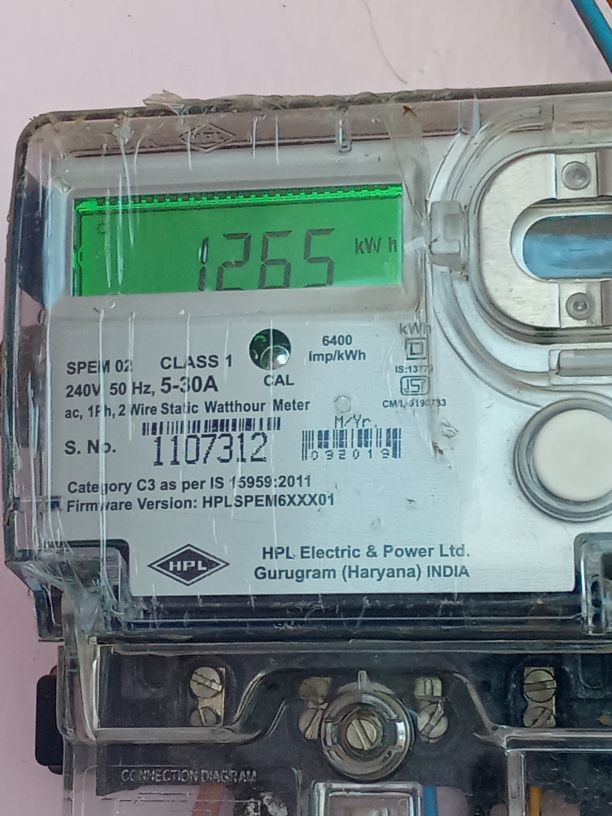 1265 kWh
kWh
6400
imp/kWh
SPEM 02 CLASS 1
240V 50 Hz, 5-30A
CAL
ac, 1Ph, 2 Wire Static Watthour Meter
M/Yr.
S. No. 1107312
092019
Category C3 as per IS 15959:2011
Firmware Version: HPLSPEM6XXX01
HPL
HPL Electric & Power Ltd.
Gurugram (Haryana) INDIA
CONNECTION DIAGRAM